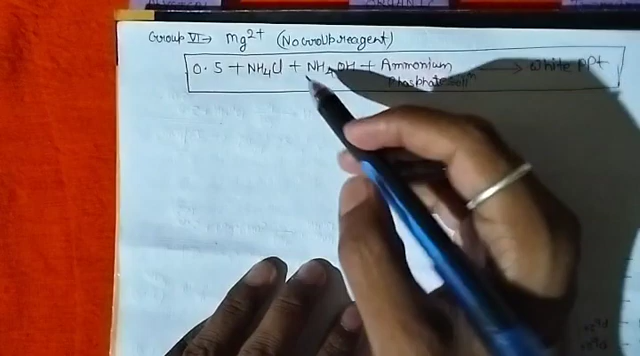 Group VI → Mg2+ (No group reagent)
O.S + NH4Cl + NH4OH + Ammonium Phosphate soln → White ppt